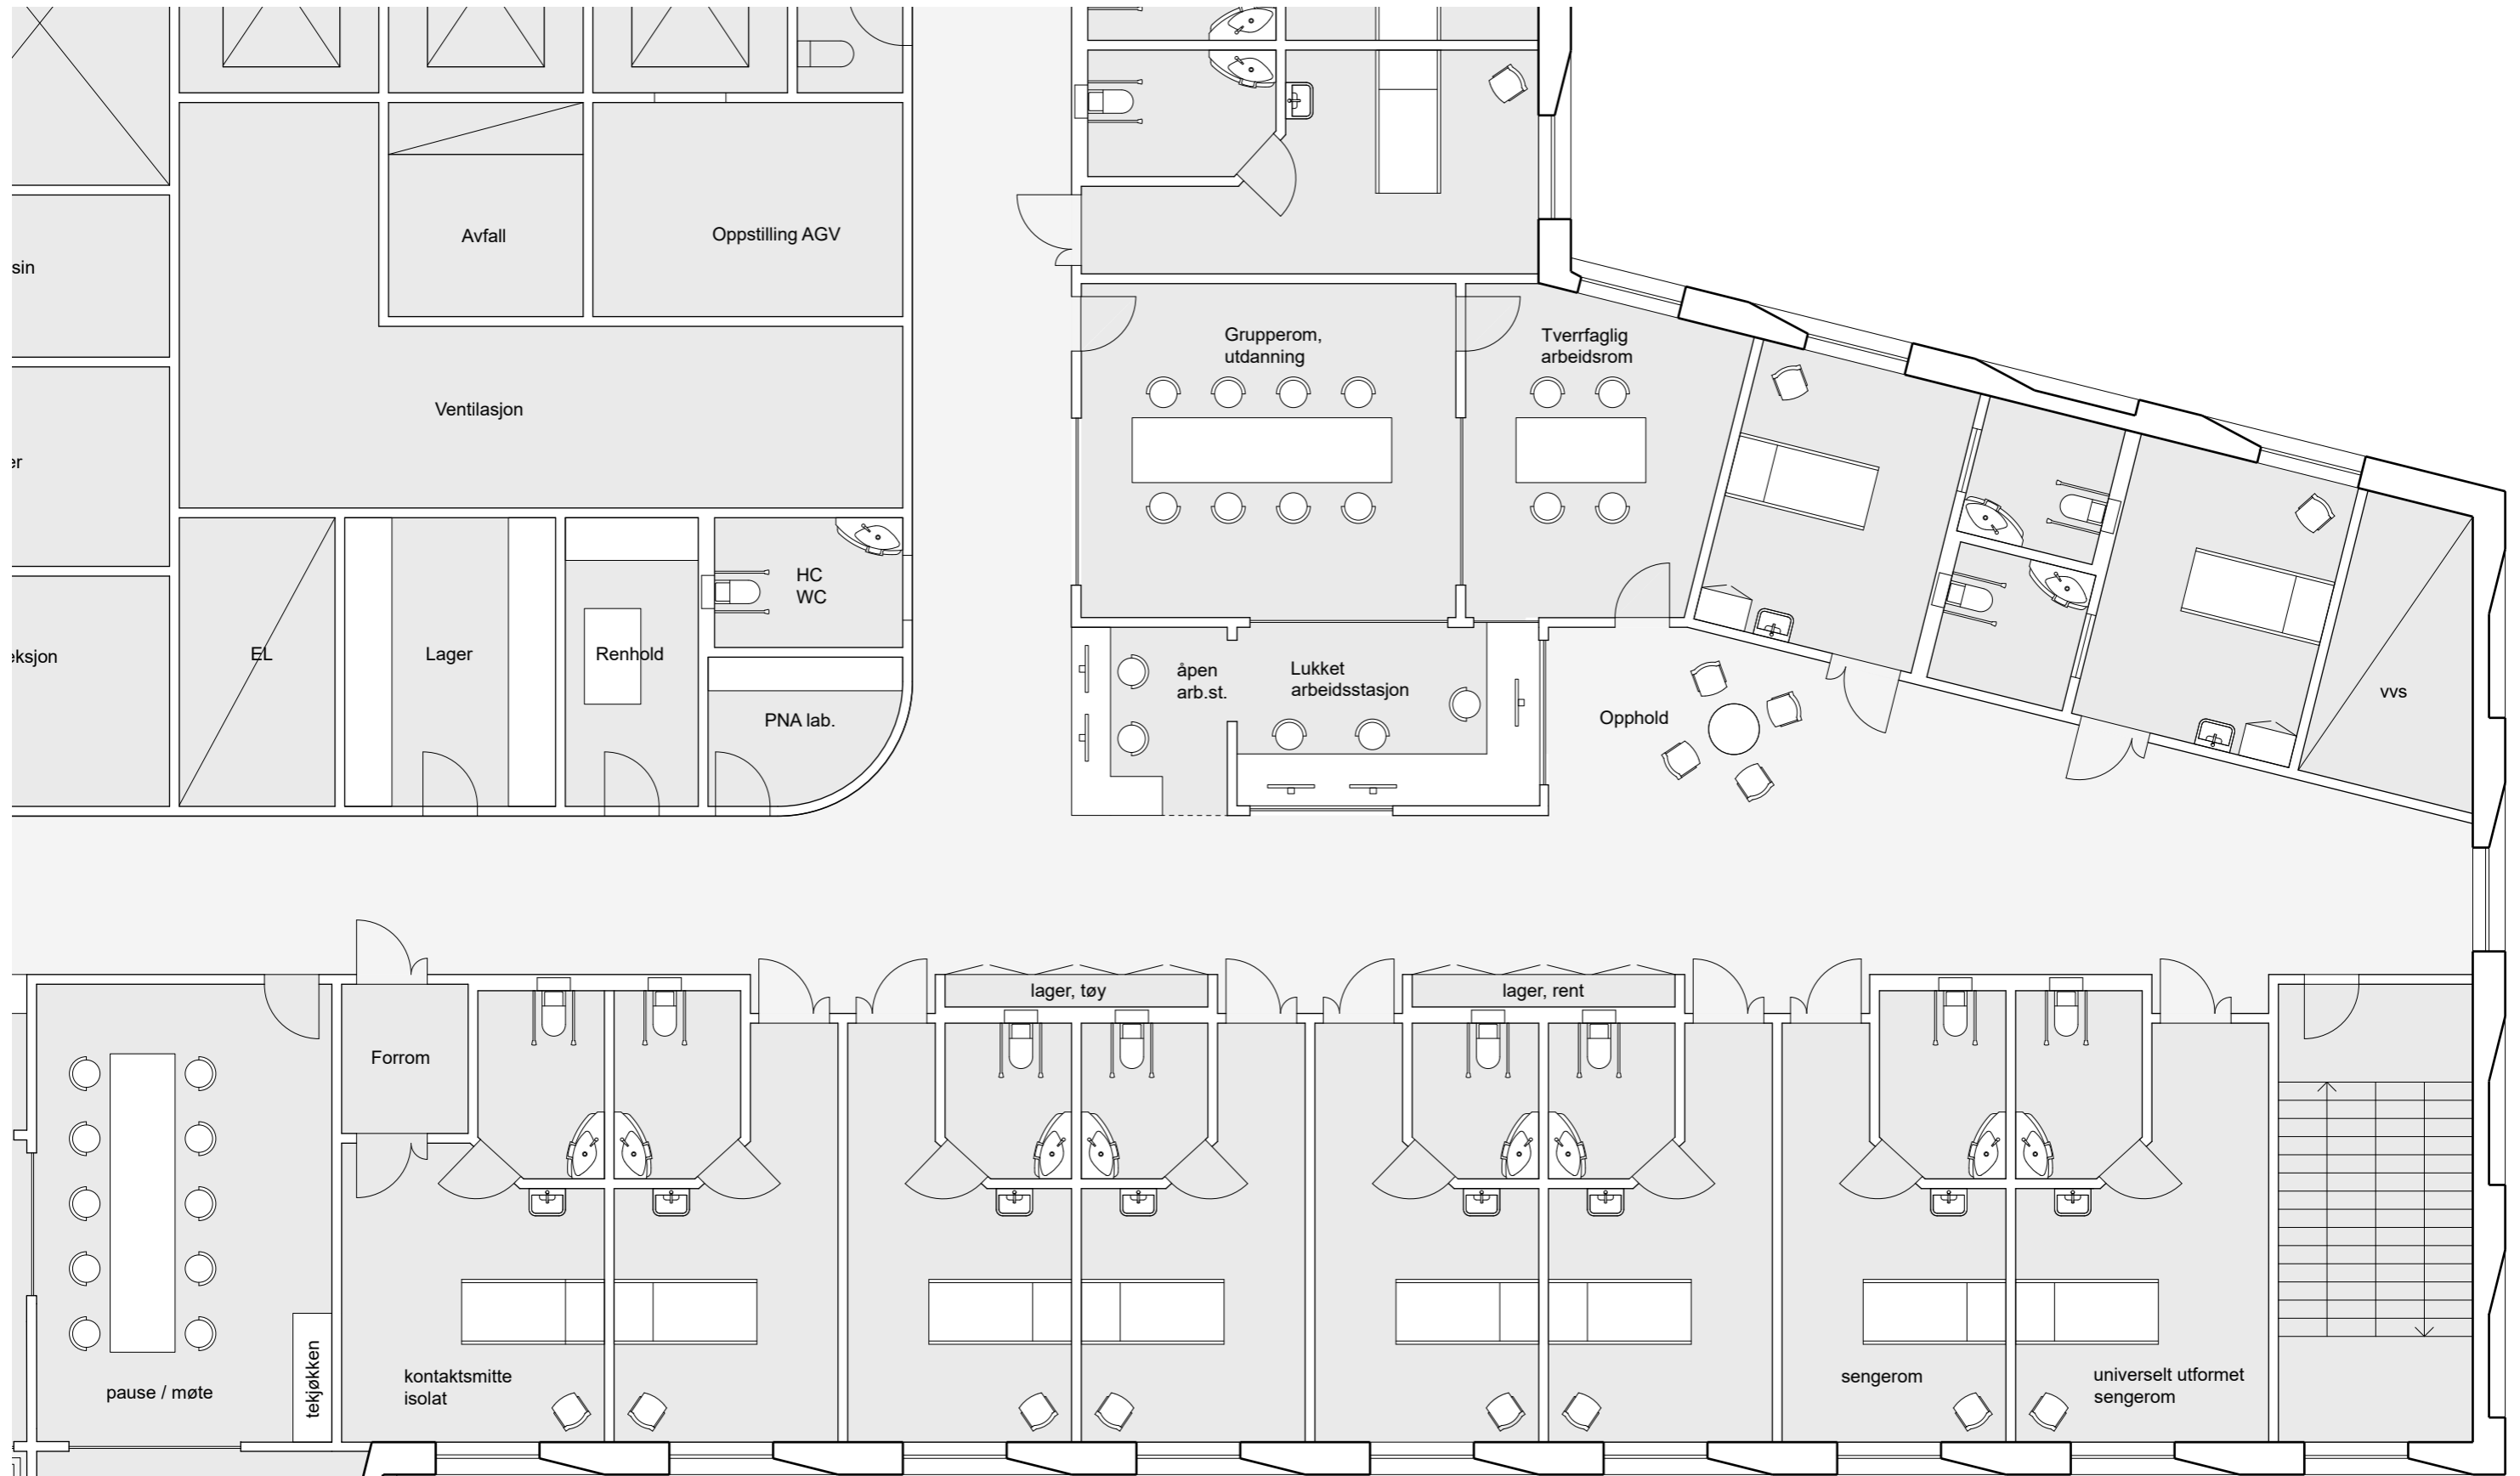 Avfall
Oppstilling AGV
sin
Grupperom,
utdanning
Tverrfaglig
arbeidsrom
Ventilasjon
er
HC
WC
eksjon
EL
Lager
Renhold
PNA lab.
åpen
arb.st.
Lukket
arbeidsstasjon
Opphold
vvs
lager, tøy
lager, rent
Forrom
pause / møte
tekjøkken
kontaktsmitte
isolat
sengerom
universelt utformet
sengerom